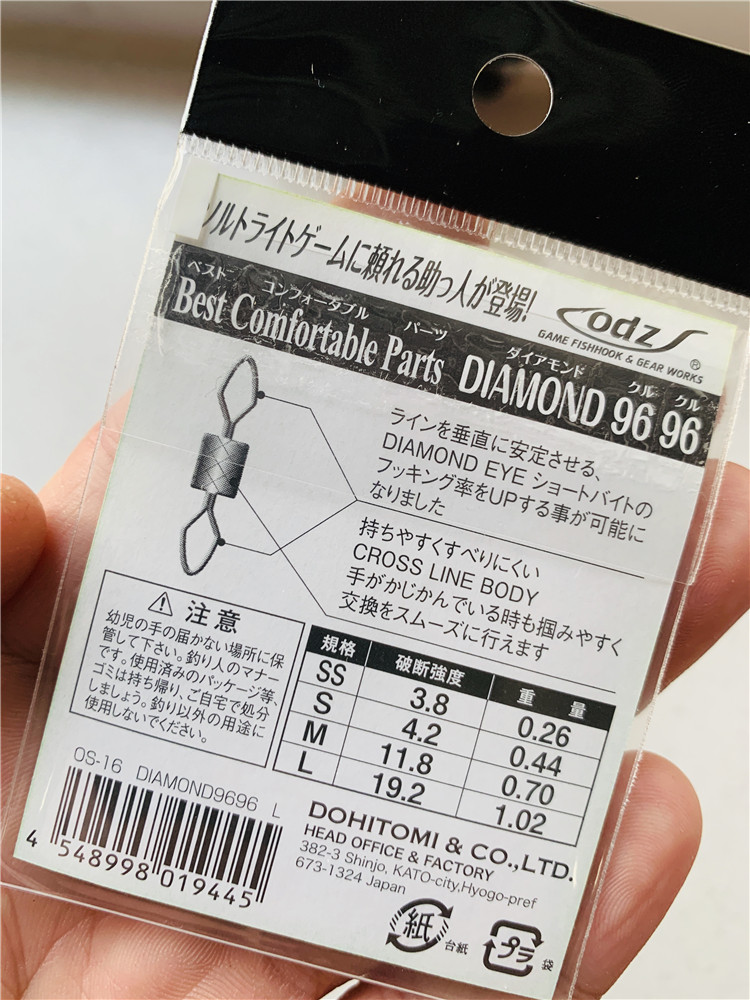 ソルトライトゲームに頼れる助っ人が登場!
odz
®
GAME FISHHOOK & GEAR WORKS
ベスト コンフォータブル パーツ ダイアモンド クル クル
Best Comfortable Parts DIAMOND 96 96
ラインを垂直に安定させる、
DIAMOND EYE ショートバイトの
フッキング率をUPする事が可能に
なりました
持ちやすくすべりにくい
CROSS LINE BODY
手がかじかんでいる時も掴みやすく
交換をスムーズに行えます
注意
幼児の手の届かない場所に保
管して下さい。釣り人のマナー
です。使用済みのパッケージ等、
ゴミは持ち帰り、ご自宅で処分
しましょう。釣り以外の用途に
使用しないでください。
規格 破断強度 重量
SS 3.8 0.26
S 4.2 0.44
M 11.8 0.70
L 19.2 1.02
OS-16 DIAMOND9696 L
4 548998 019445
DOHITOMI & CO.,LTD.
HEAD OFFICE & FACTORY
382-3 Shinjo, KATO-city,Hyogo-pref
673-1324 Japan
紙 台紙
プラ 袋